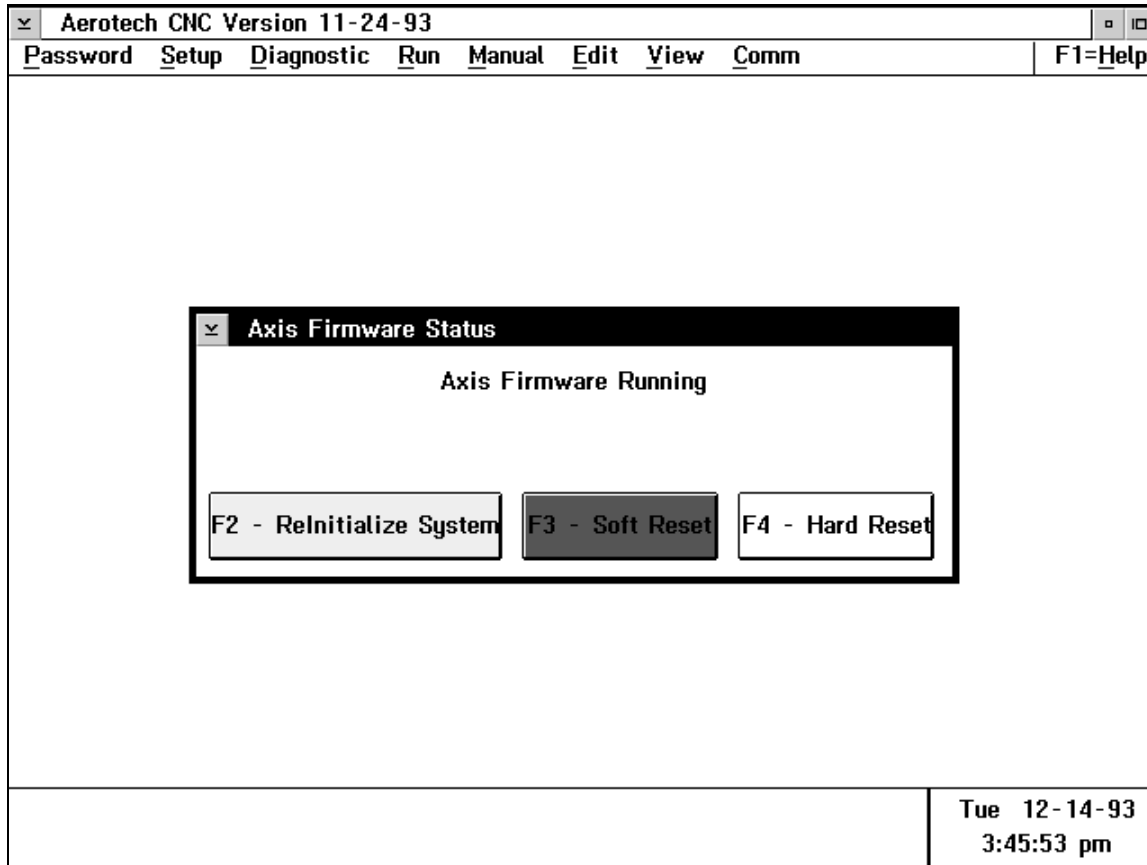 Aerotech CNC Version 11-24-93
Password Setup Diagnostic Run Manual Edit View Comm F1=Help
Axis Firmware Status
Axis Firmware Running
F2 - ReInitialize System F3 - Soft Reset F4 - Hard Reset
Tue 12-14-93
3:45:53 pm